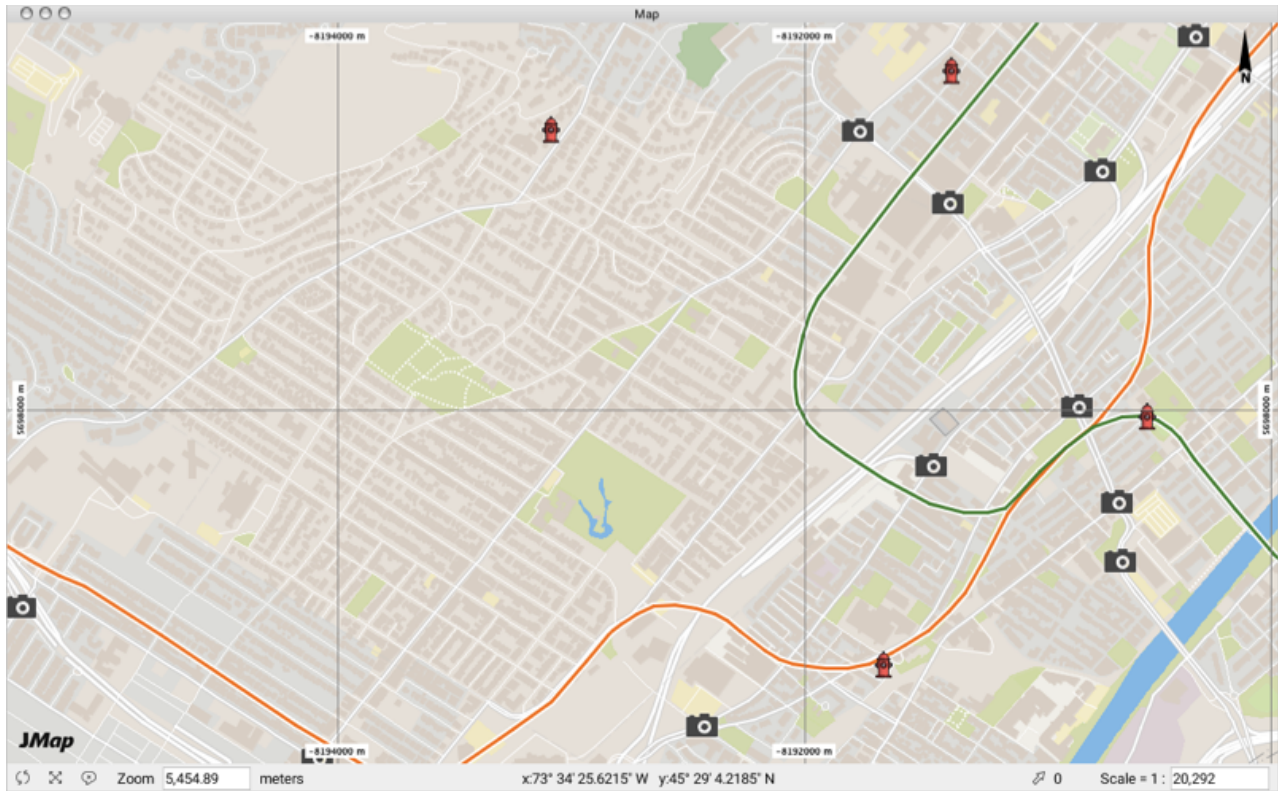 Map
-8194000 m
-8192000 m
N
5698000 m
5698000 m
JMap
-8194000 m
-8192000 m
Zoom 5,454.89 meters x:73° 34' 25.6215" W y:45° 29' 4.2185" N 0 Scale = 1 : 20,292